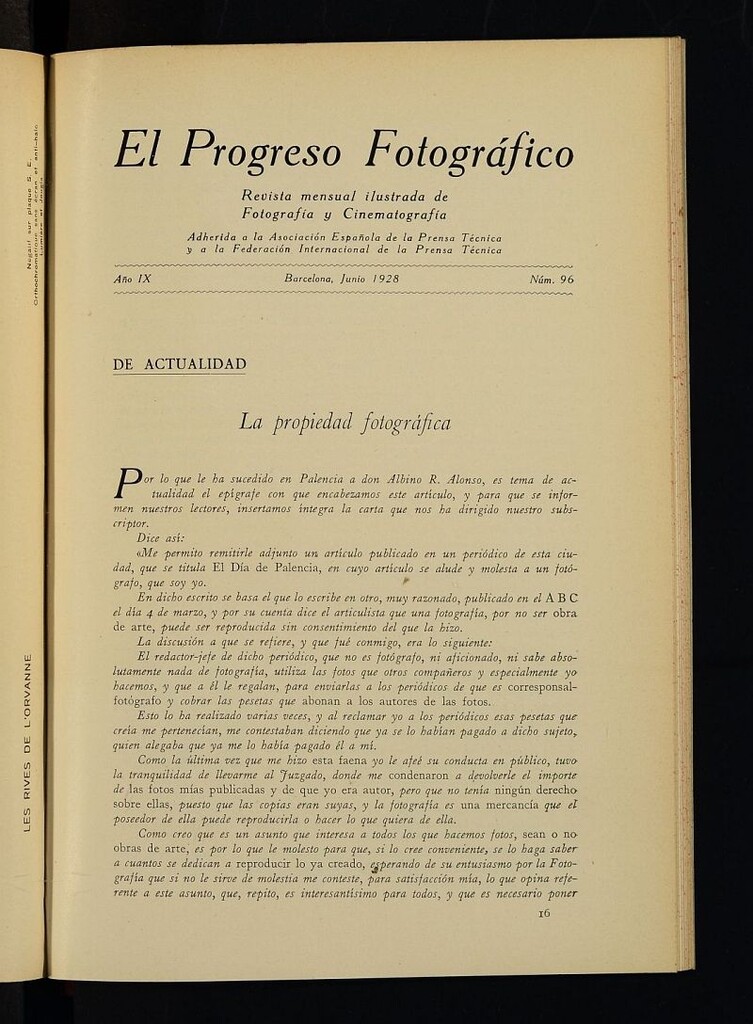 Negatif sur plaque S. E.
LES RIVES DE L'ORVANNE
El Progreso Fotográfico
Revista mensual ilustrada de
Fotografía y Cinematografía
Adherida a la Asociación Española de la Prensa Técnica
y a la Federación Internacional de la Prensa Técnica
Año IX Barcelona, Junio 1928 Núm. 96
DE ACTUALIDAD
La propiedad fotográfica
Por lo que le ha sucedido en Palencia a don Albino R. Alonso, es tema de ac-
tualidad el epígrafe con que encabezamos este artículo, y para que se infor-
men nuestros lectores, insertamos íntegra la carta que nos ha dirigido nuestro subs-
criptor.
Dice así:
«Me permito remitirle adjunto un artículo publicado en un periódico de esta ciu-
dad, que se titula El Día de Palencia, en cuyo artículo se alude y molesta a un fotó-
grafo, que soy yo.
En dicho escrito se basa el que lo escribe en otro, muy razonado, publicado en el A B C
el día 4 de marzo, y por su cuenta dice el articulista que una fotografía, por no ser obra
de arte, puede ser reproducida sin consentimiento del que la hizo.
La discusión a que se refiere, y que fué conmigo, era lo siguiente:
El redactor-jefe de dicho periódico, que no es fotógrafo, ni aficionado, ni sabe abso-
lutamente nada de fotografía, utiliza las fotos que otros compañeros y especialmente yo
hacemos, y que a él le regalan, para enviarlas a los periódicos de que es corresponsal-
fotógrafo y cobrar las pesetas que abonan a los autores de las fotos.
Esto lo ha realizado varias veces, y al reclamar yo a los periódicos esas pesetas que
creía me pertenecían, me contestaban diciendo que ya se lo habían pagado a dicho sujeto,
quien alegaba que ya me lo había pagado él a mí.
Como la última vez que me hizo esta faena yo le afeé su conducta en público, tuvo
la tranquilidad de llevarme al Juzgado, donde me condenaron a devolverle el importe
de las fotos mías publicadas y de que yo era autor, pero que no tenía ningún derecho
sobre ellas, puesto que las copias eran suyas, y la fotografía es una mercancía que el
poseedor de ella puede reproducirla o hacer lo que quiera de ella.
Como creo que es un asunto que interesa a todos los que hacemos fotos, sean o no
obras de arte, es por lo que le molesto para que, si lo cree conveniente, se lo haga saber
a cuantos se dedican a reproducir lo ya creado, esperando de su entusiasmo por la Foto-
grafía que si no le sirve de molestia me conteste, para satisfacción mía, lo que opina refe-
rente a este asunto, que, repito, es interesantísimo para todos, y que es necesario poner
16